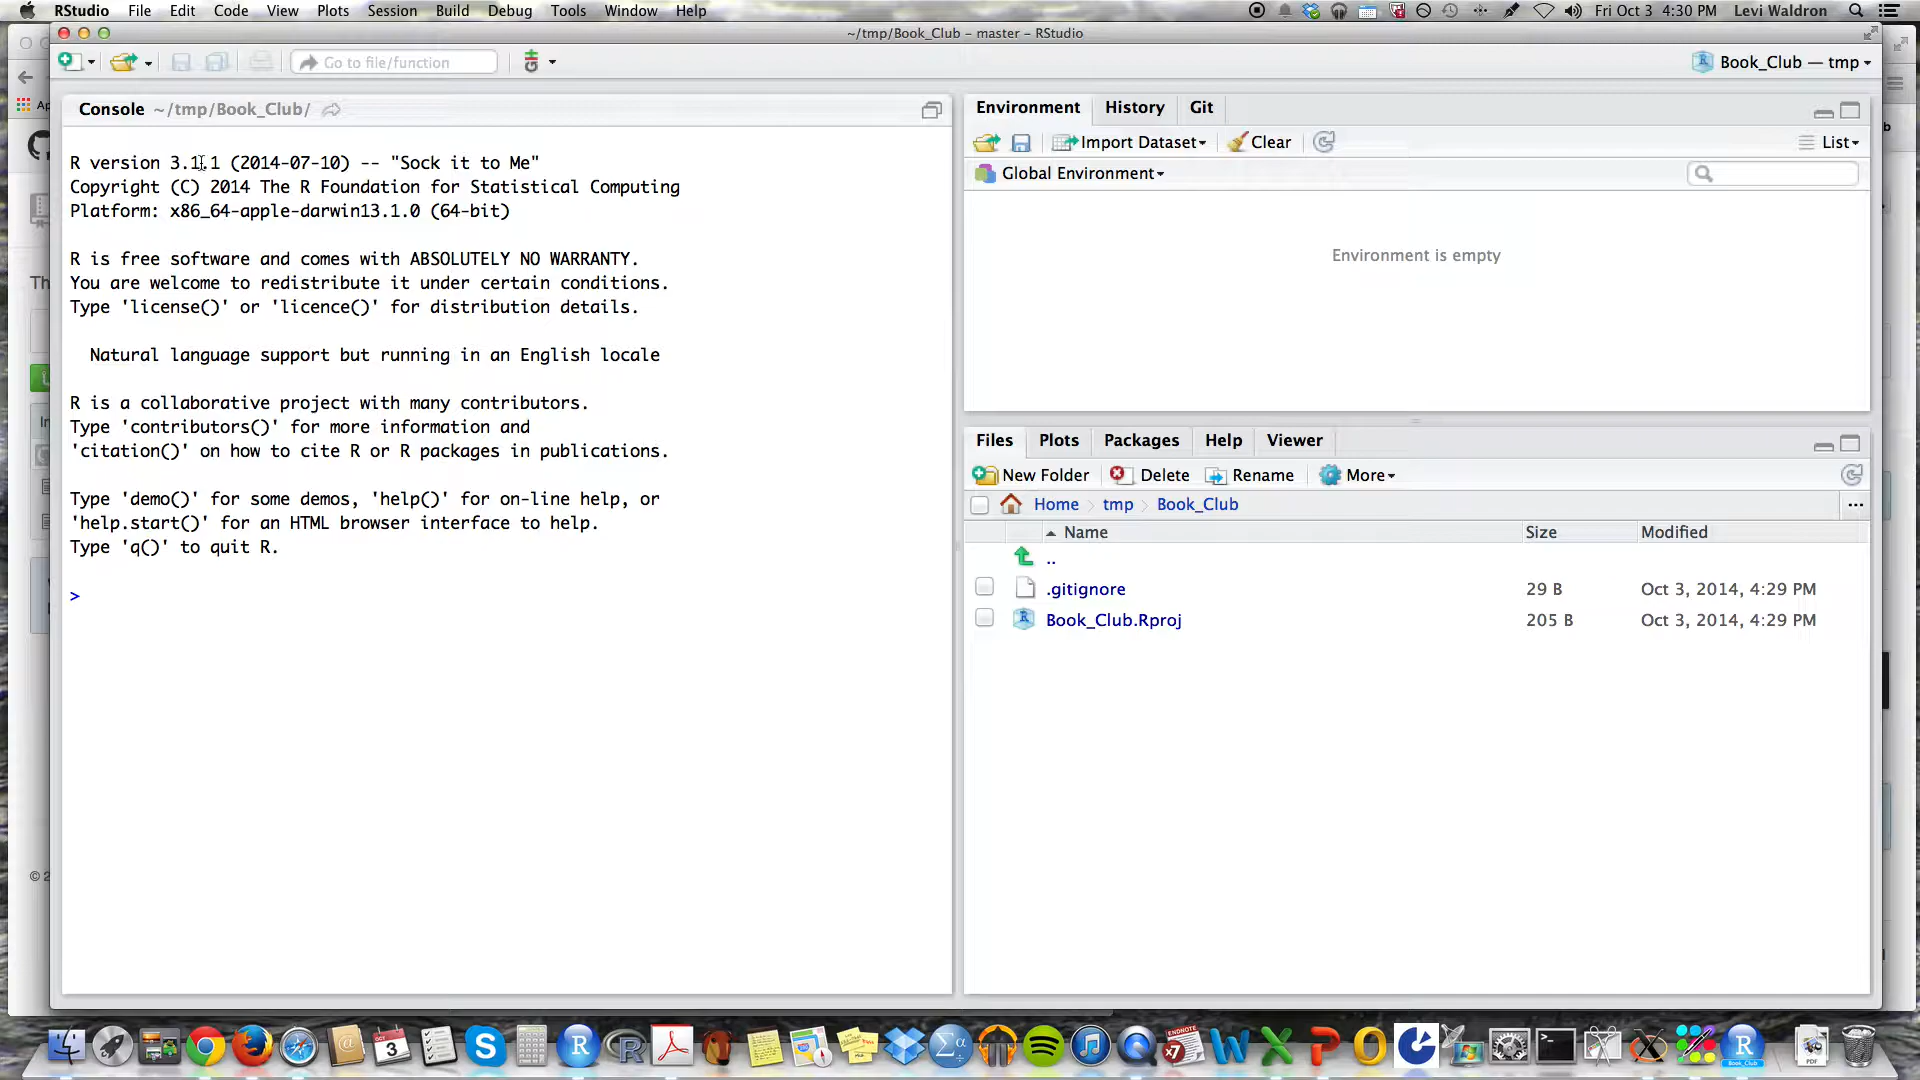 RStudio File Edit Code View Plots Session Build Debug Tools Window Help Fri Oct 3 4:30 PM Levi Waldron
~/tmp/Book_Club - master - RStudio
Go to file/function
Book_Club — tmp
Console ~/tmp/Book_Club/
R version 3.1.1 (2014-07-10) -- "Sock it to Me"
Copyright (C) 2014 The R Foundation for Statistical Computing
Platform: x86_64-apple-darwin13.1.0 (64-bit)
R is free software and comes with ABSOLUTELY NO WARRANTY.
You are welcome to redistribute it under certain conditions.
Type 'license()' or 'licence()' for distribution details.
Natural language support but running in an English locale
R is a collaborative project with many contributors.
Type 'contributors()' for more information and
'citation()' on how to cite R or R packages in publications.
Type 'demo()' for some demos, 'help()' for on-line help, or
'help.start()' for an HTML browser interface to help.
Type 'q()' to quit R.
>
Environment History Git
Import Dataset Clear List
Global Environment
Environment is empty
Files Plots Packages Help Viewer
New Folder Delete Rename More
Home tmp Book_Club ...
Name Size Modified
..
.gitignore 29 B Oct 3, 2014, 4:29 PM
Book_Club.Rproj 205 B Oct 3, 2014, 4:29 PM